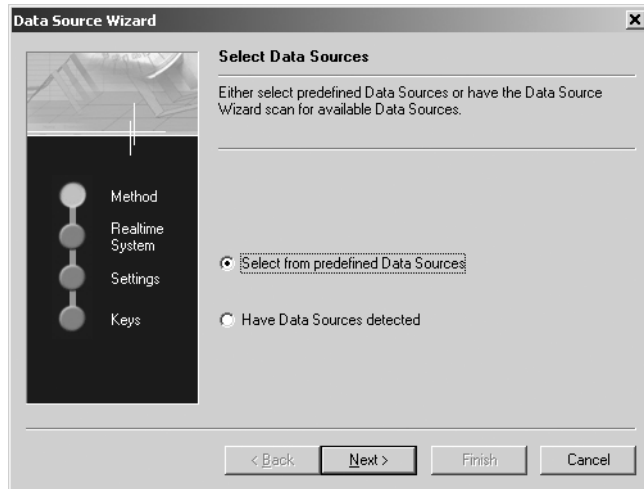 Data Source Wizard
Select Data Sources
Either select predefined Data Sources or have the Data Source
Wizard scan for available Data Sources.
Method
Realtime
System
Settings
Keys
Select from predefined Data Sources
Have Data Sources detected
< Back
Next >
Finish
Cancel